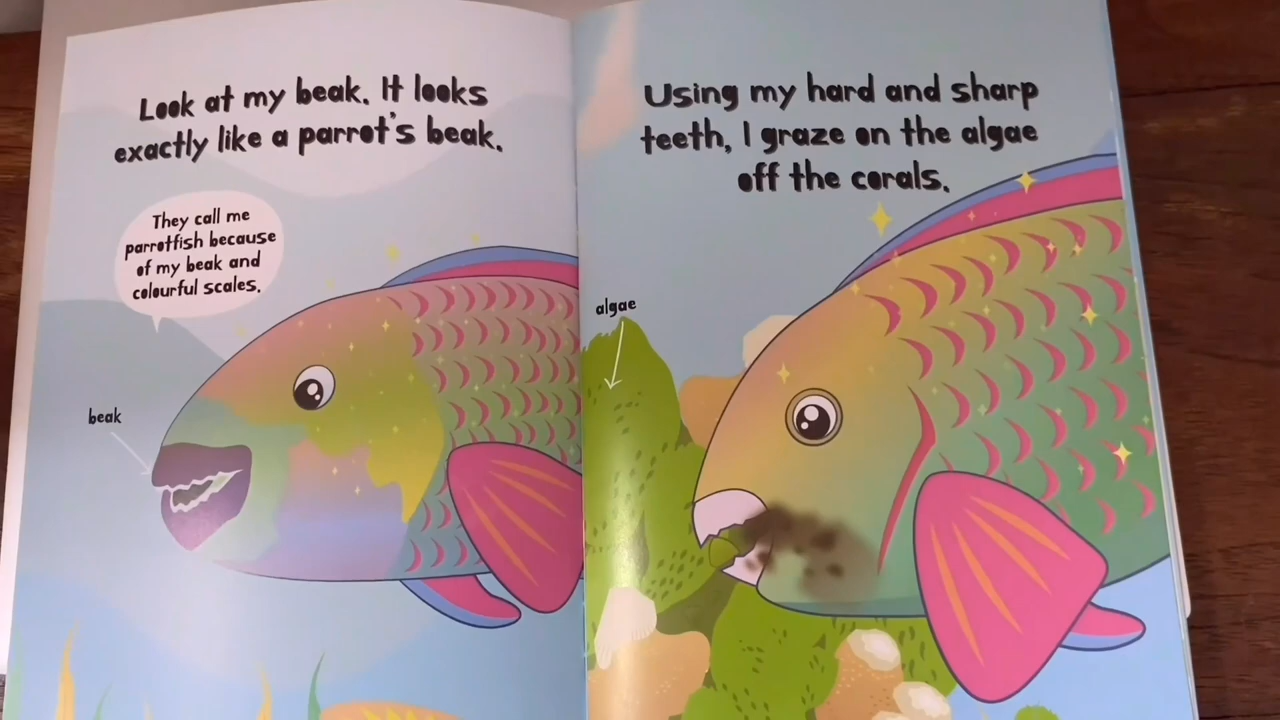 Look at my beak. It looks
exactly like a parrot's beak.
They call me
parrotfish because
of my beak and
colourful scales.
beak
Using my hard and sharp
teeth, I graze on the algae
off the corals.
algae